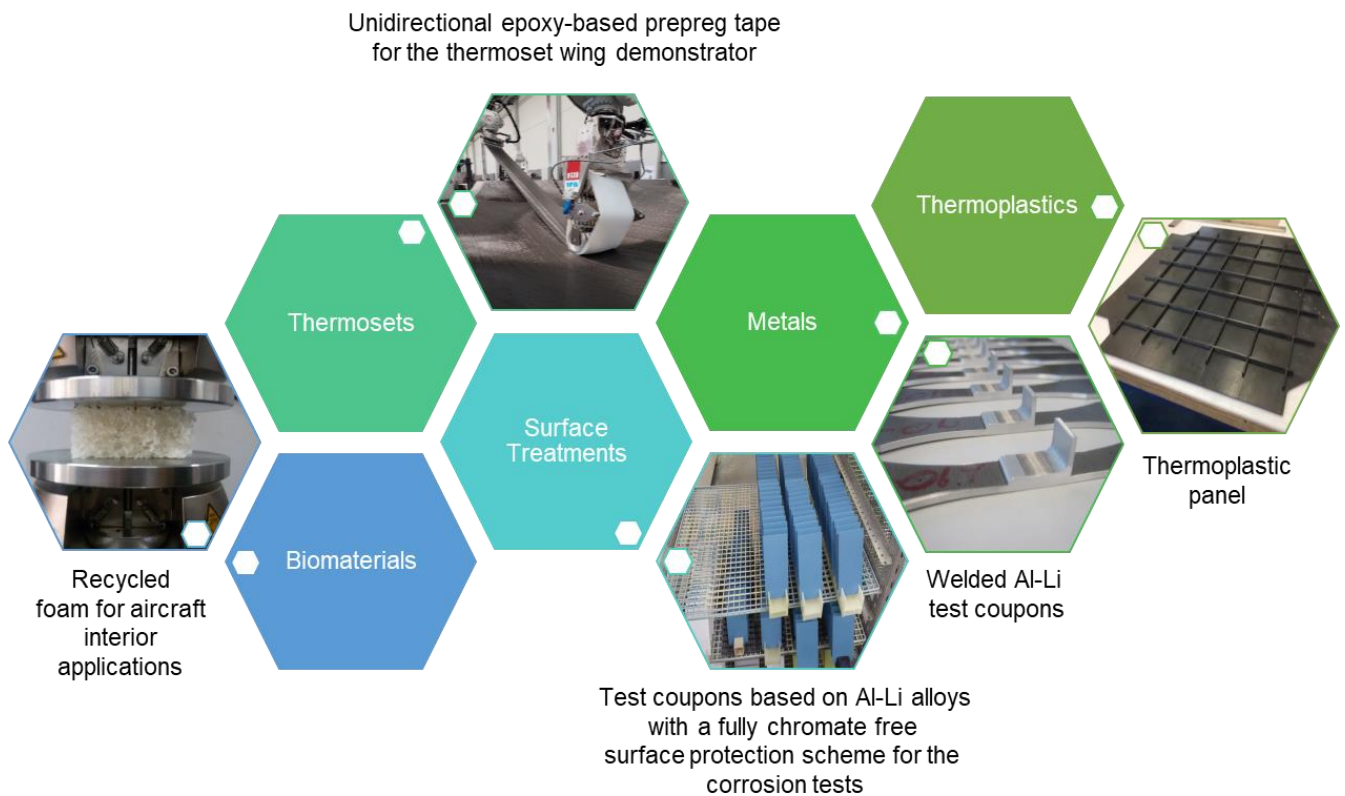 Unidirectional epoxy-based prepreg tape
for the thermoset wing demonstrator
Thermoplastics
Thermosets
Metals
Surface
Treatments
Thermoplastic
panel
Biomaterials
Recycled
foam for aircraft
interior
applications
Welded Al-Li
test coupons
Test coupons based on Al-Li alloys
with a fully chromate free
surface protection scheme for the
corrosion tests